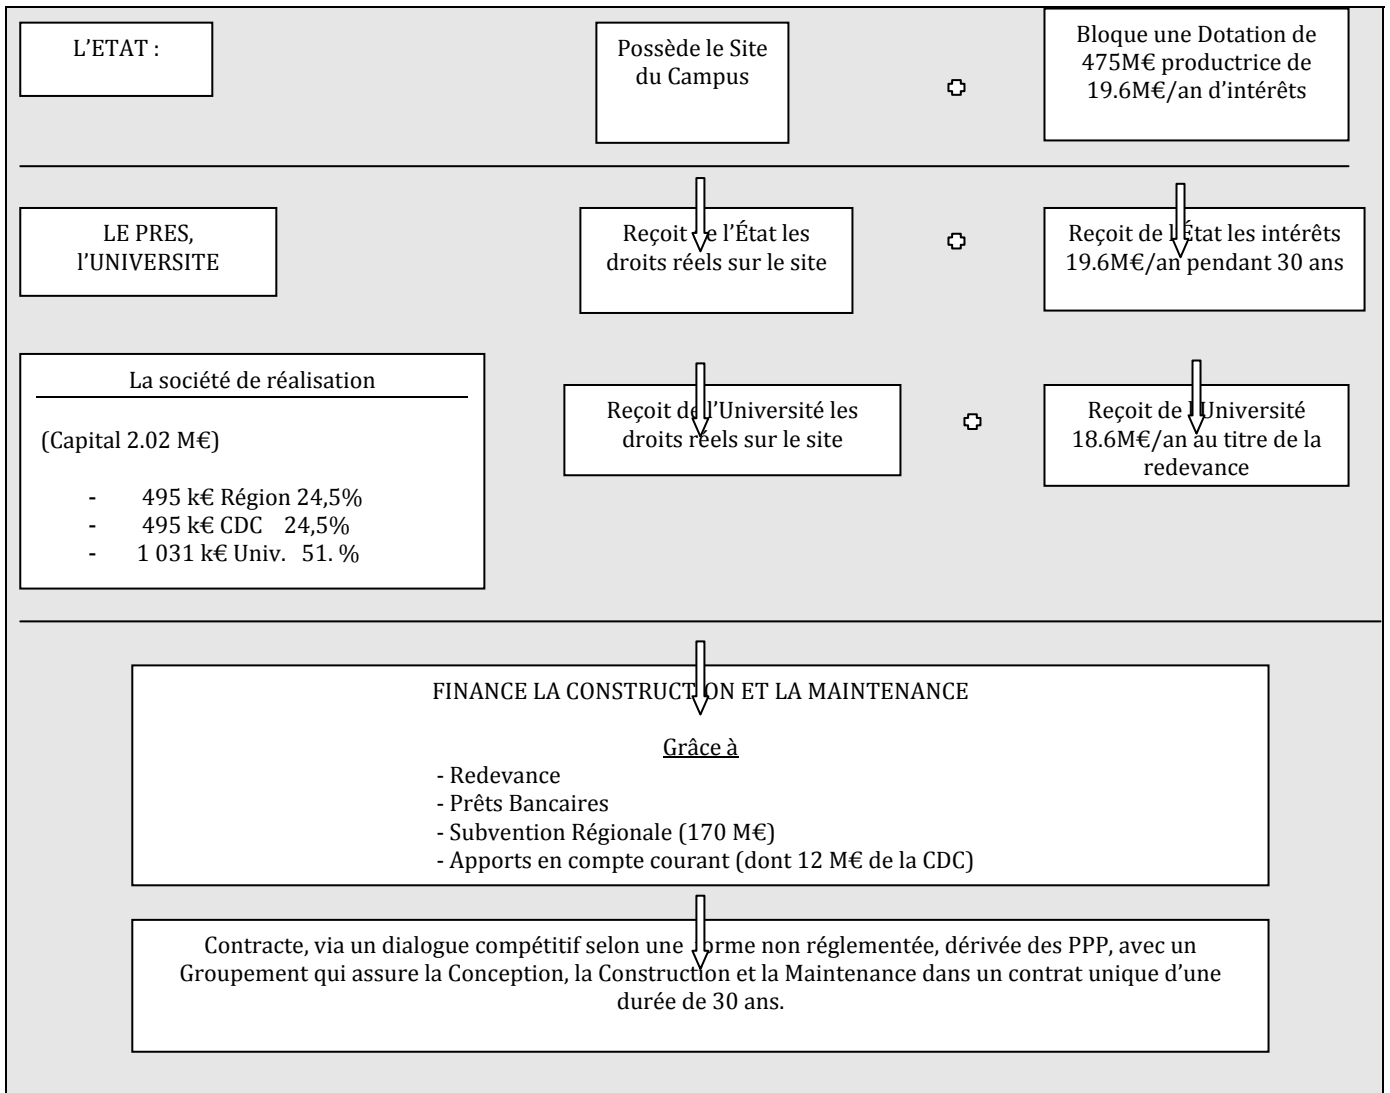 L'ETAT :
Possède le Site
du Campus
Bloque une Dotation de
475M€ productrice de
19.6M€/an d'intérêts
LE PRES,
l'UNIVERSITE
Reçoit de l'État les
droits réels sur le site
Reçoit de l'État les intérêts
19.6M€/an pendant 30 ans
La société de réalisation
(Capital 2.02 M€)
- 495 k€ Région 24,5%
- 495 k€ CDC 24,5%
- 1 031 k€ Univ. 51. %
Reçoit de l'Université les
droits réels sur le site
Reçoit de l'Université
18.6M€/an au titre de la
redevance
FINANCE LA CONSTRUCTION ET LA MAINTENANCE
Grâce à
- Redevance
- Prêts Bancaires
- Subvention Régionale (170 M€)
- Apports en compte courant (dont 12 M€ de la CDC)
Contracte, via un dialogue compétitif selon une forme non réglementée, dérivée des PPP, avec un
Groupement qui assure la Conception, la Construction et la Maintenance dans un contrat unique d'une
durée de 30 ans.